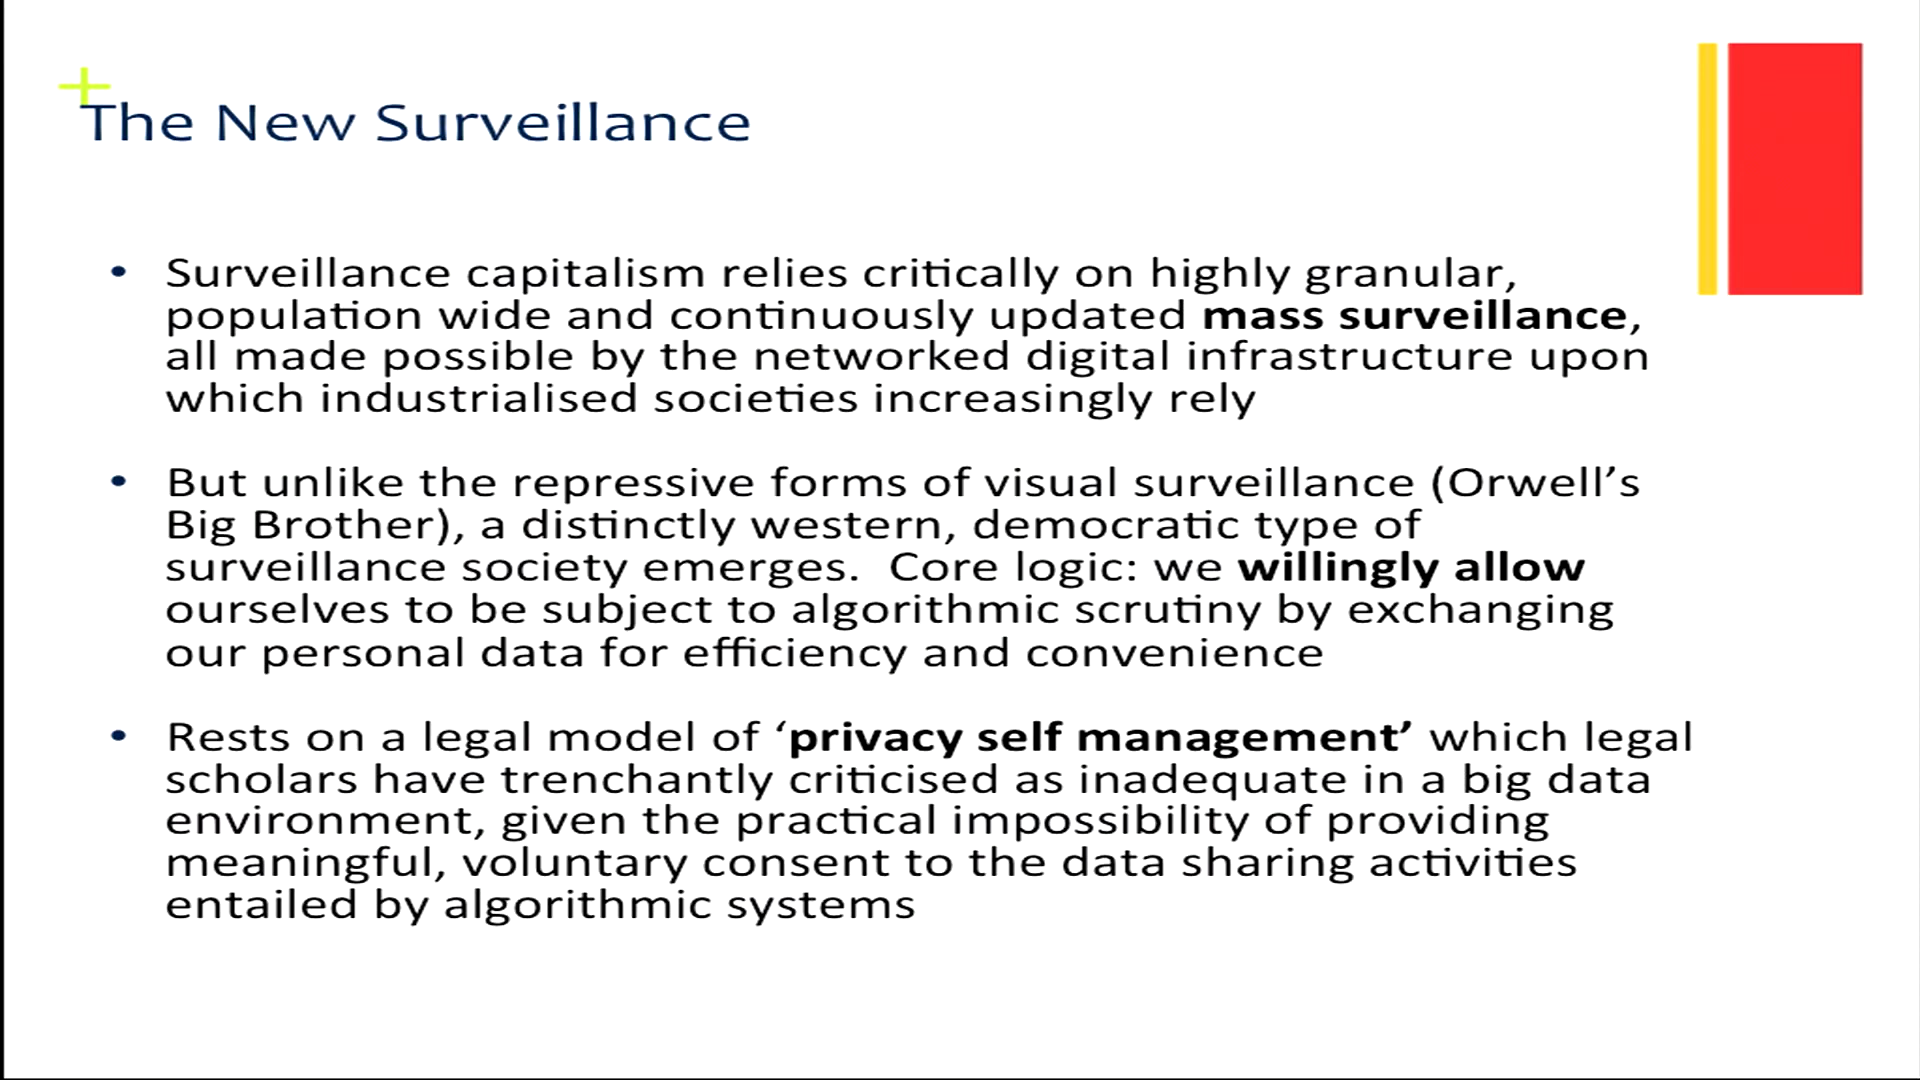 The New Surveillance
• Surveillance capitalism relies critically on highly granular,
population wide and continuously updated mass surveillance,
all made possible by the networked digital infrastructure upon
which industrialised societies increasingly rely
• But unlike the repressive forms of visual surveillance (Orwell’s
Big Brother), a distinctly western, democratic type of
surveillance society emerges.  Core logic: we willingly allow
ourselves to be subject to algorithmic scrutiny by exchanging
our personal data for efficiency and convenience
• Rests on a legal model of ‘privacy self management’ which legal
scholars have trenchantly criticised as inadequate in a big data
environment, given the practical impossibility of providing
meaningful, voluntary consent to the data sharing activities
entailed by algorithmic systems